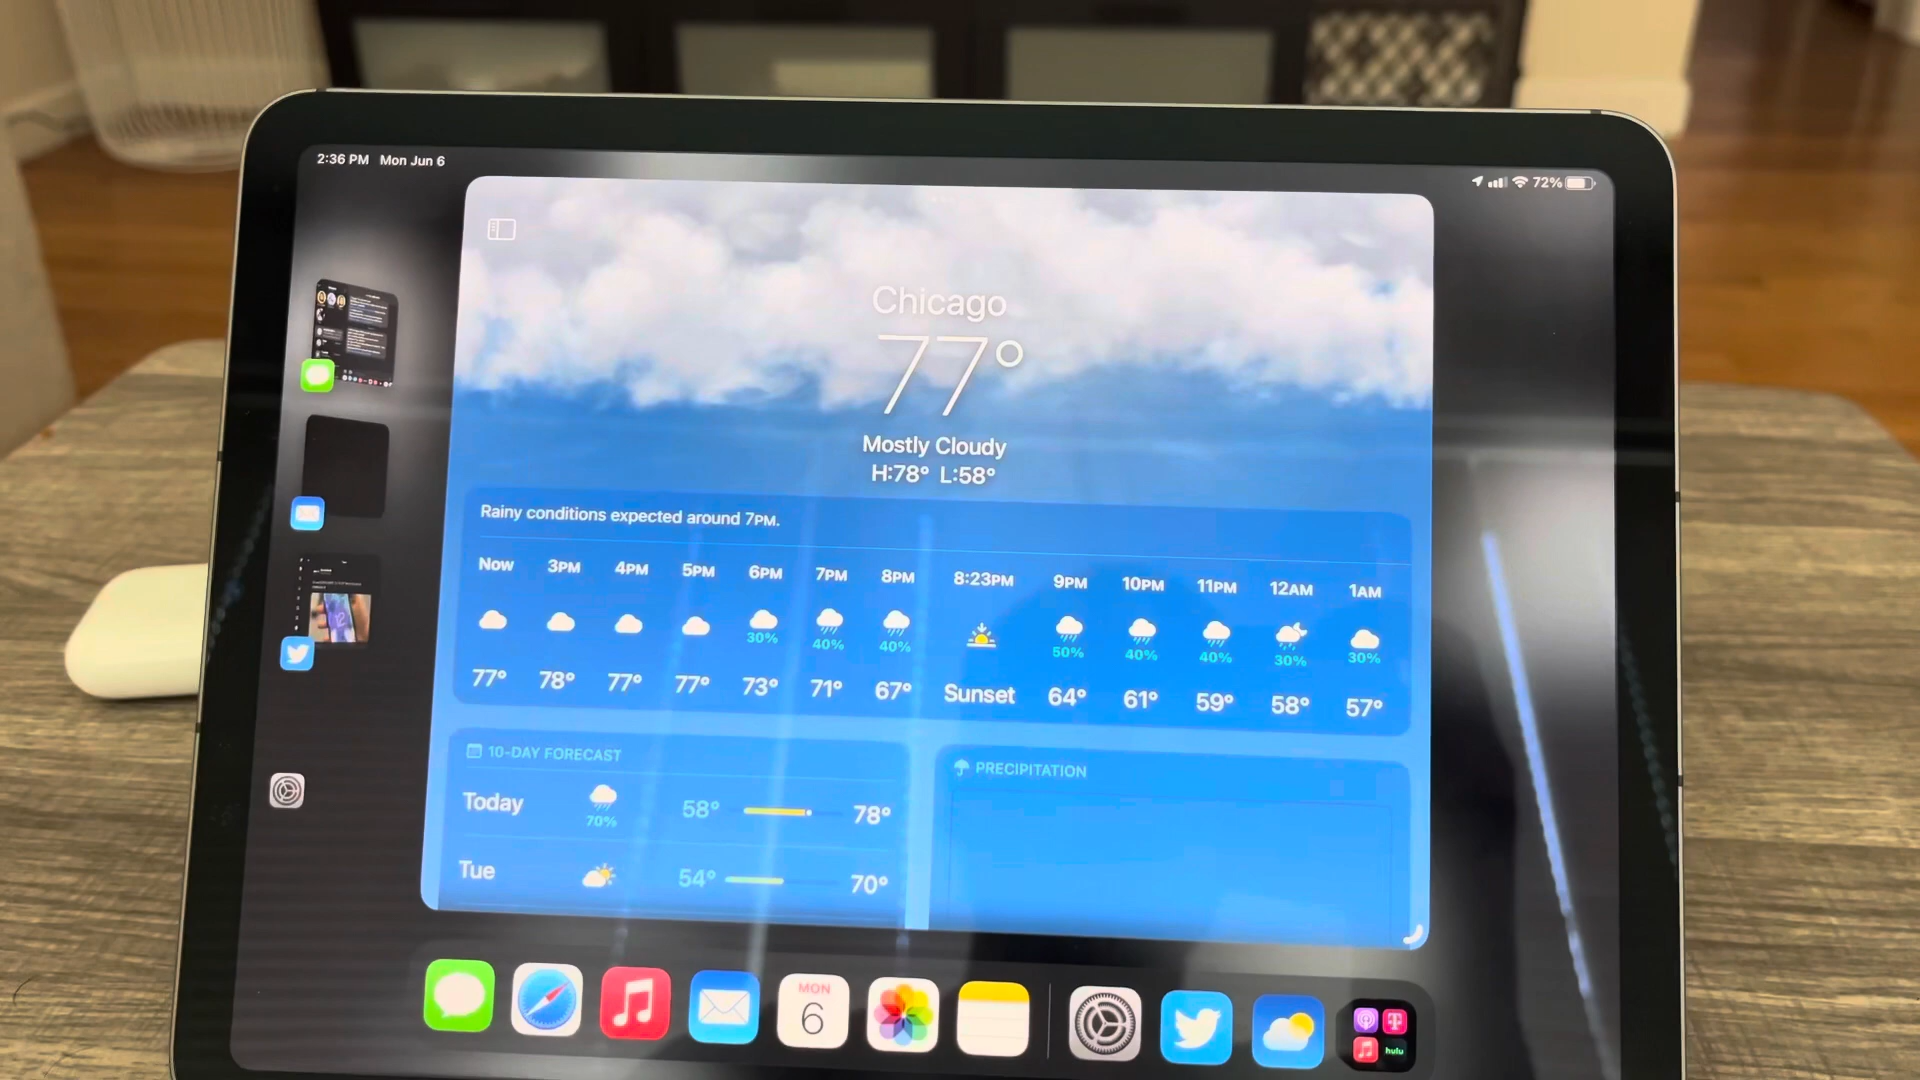 2:36 PM Mon Jun 6
72%
Chicago
77°
Mostly Cloudy
H:78° L:58°
Rainy conditions expected around 7PM.
Now 3PM 4PM 5PM 6PM 7PM 8PM 8:23PM 9PM 10PM 11PM 12AM 1AM
30% 40% 40% 50% 40% 40% 30% 30%
77° 78° 77° 77° 73° 71° 67° Sunset 64° 61° 59° 58° 57°
10-DAY FORECAST
Today 70% 58° 78°
Tue 54° 70°
PRECIPITATION
MON
6
hulu